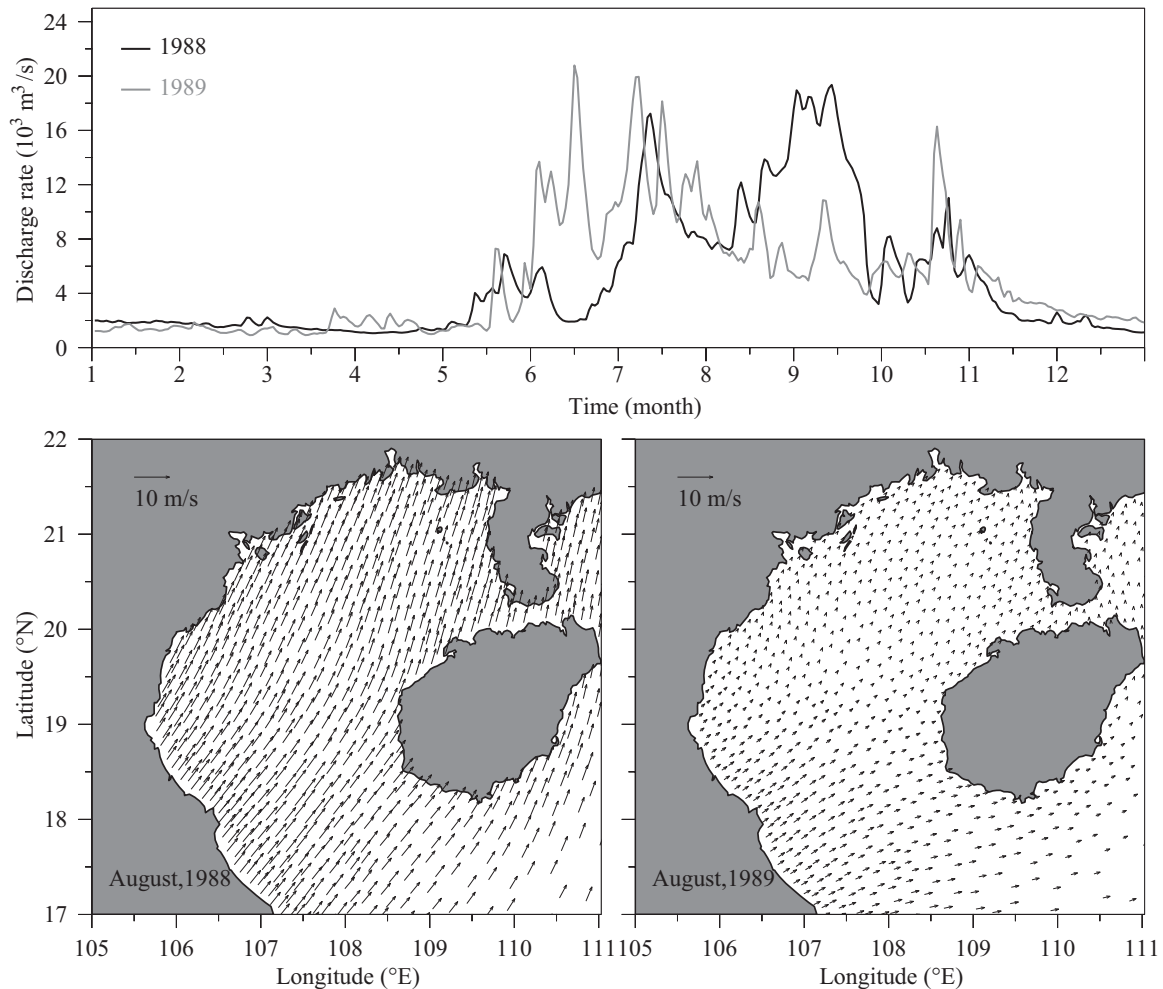 24
20
16
12
8
4
0
Discharge rate (10³ m³/s)
1988
1989
1 2 3 4 5 6 7 8 9 10 11 12
Time (month)
22
21
20
19
18
17
Latitude (°N)
10 m/s
August,1988
105 106 107 108 109 110 111
Longitude (°E)
10 m/s
August,1989
105 106 107 108 109 110 111
Longitude (°E)